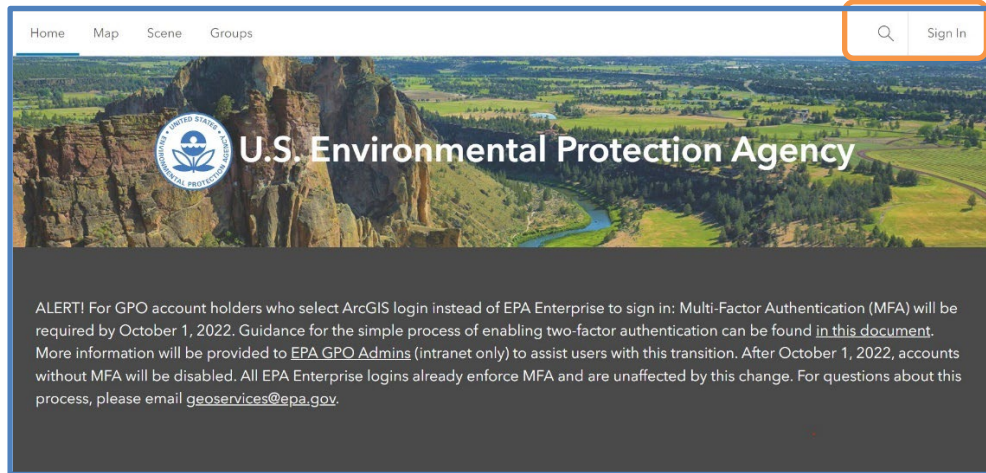 Home Map Scene Groups Sign In
UNITED STATES
ENVIRONMENTAL PROTECTION AGENCY
U.S. Environmental Protection Agency
ALERT! For GPO account holders who select ArcGIS login instead of EPA Enterprise to sign in: Multi-Factor Authentication (MFA) will be
required by October 1, 2022. Guidance for the simple process of enabling two-factor authentication can be found in this document.
More information will be provided to EPA GPO Admins (intranet only) to assist users with this transition. After October 1, 2022, accounts
without MFA will be disabled. All EPA Enterprise logins already enforce MFA and are unaffected by this change. For questions about this
process, please email geoservices@epa.gov.